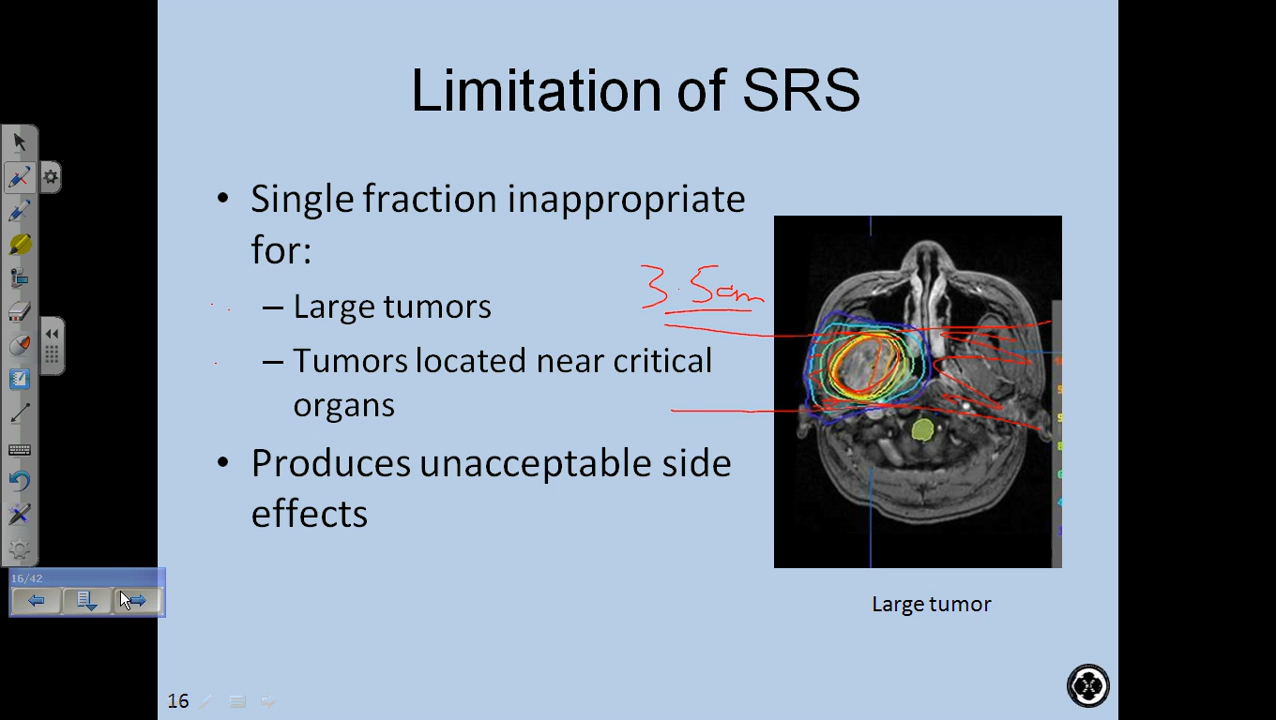 Limitation of SRS
• Single fraction inappropriate
for:
– Large tumors
3.5cm
– Tumors located near critical
organs
• Produces unacceptable side
effects
Large tumor
16/42
16